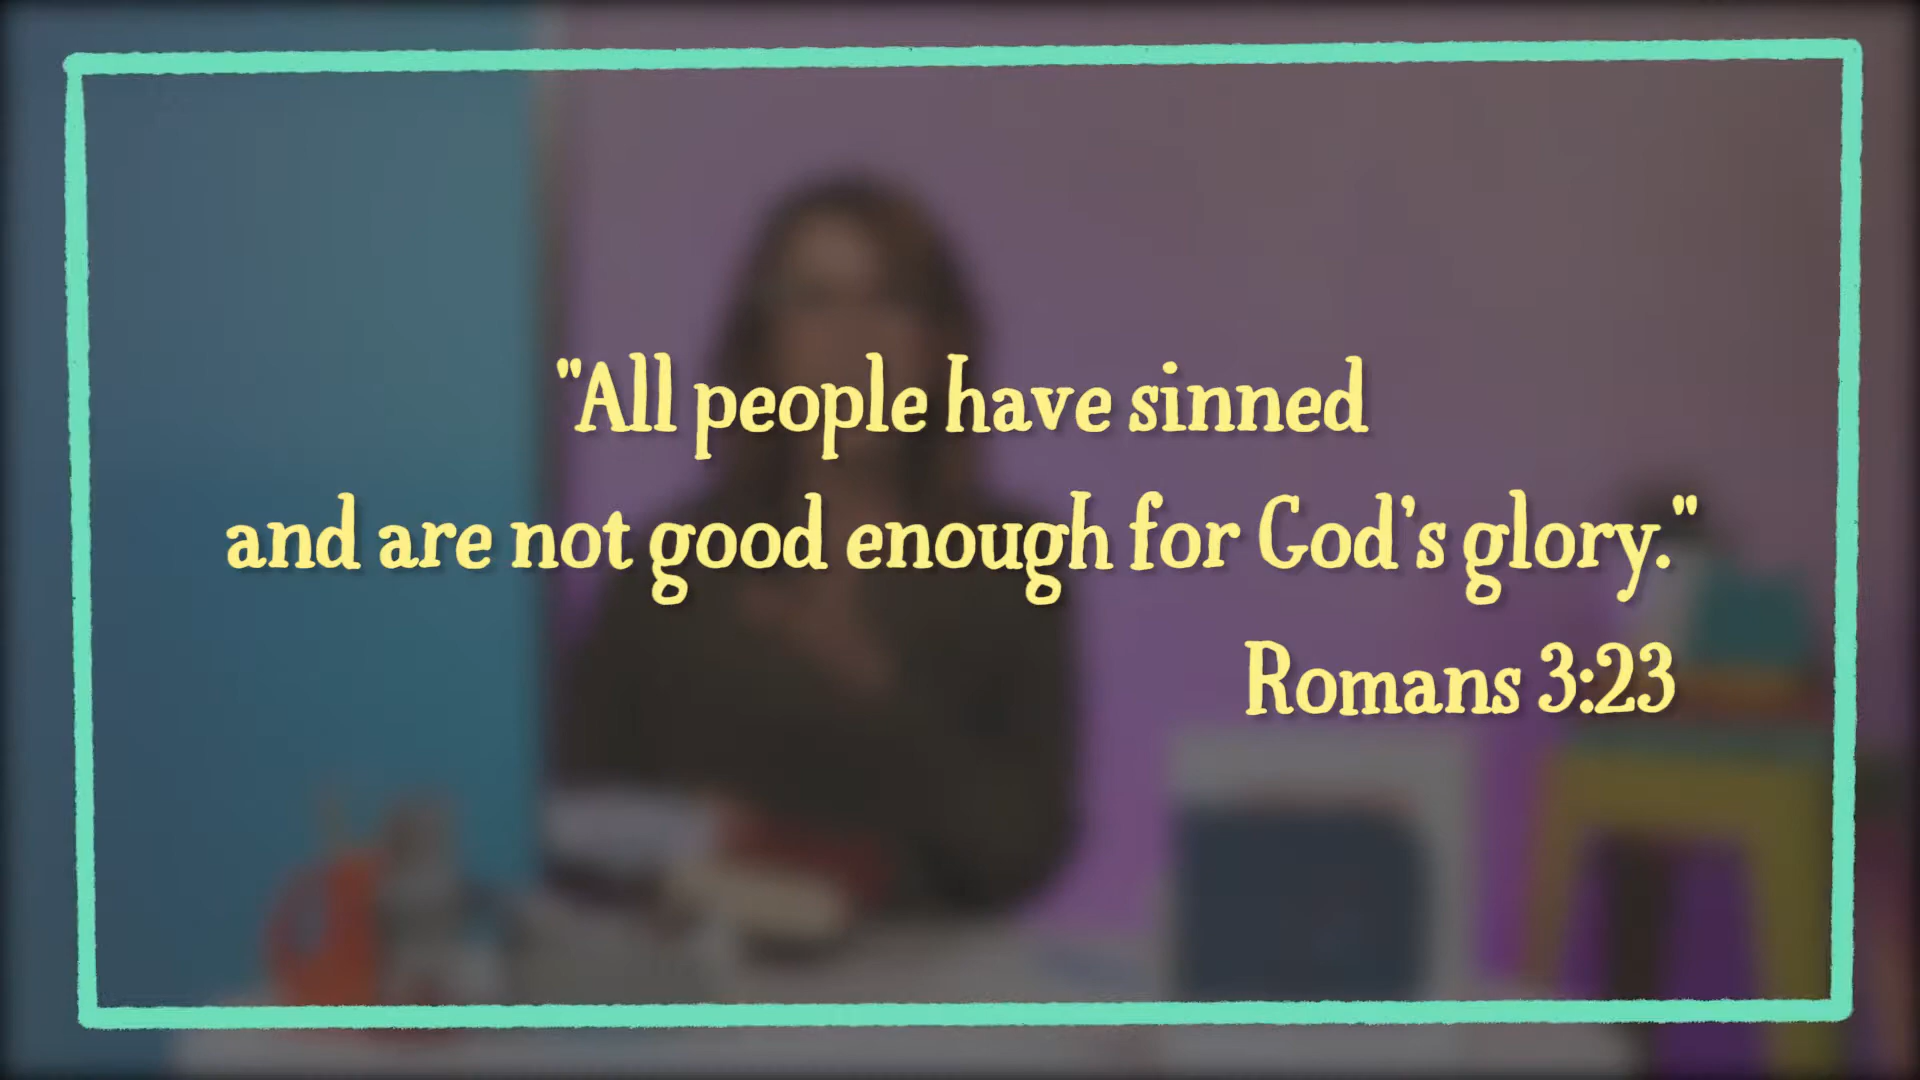 "All people have sinned
and are not good enough for God's glory."
Romans 3:23